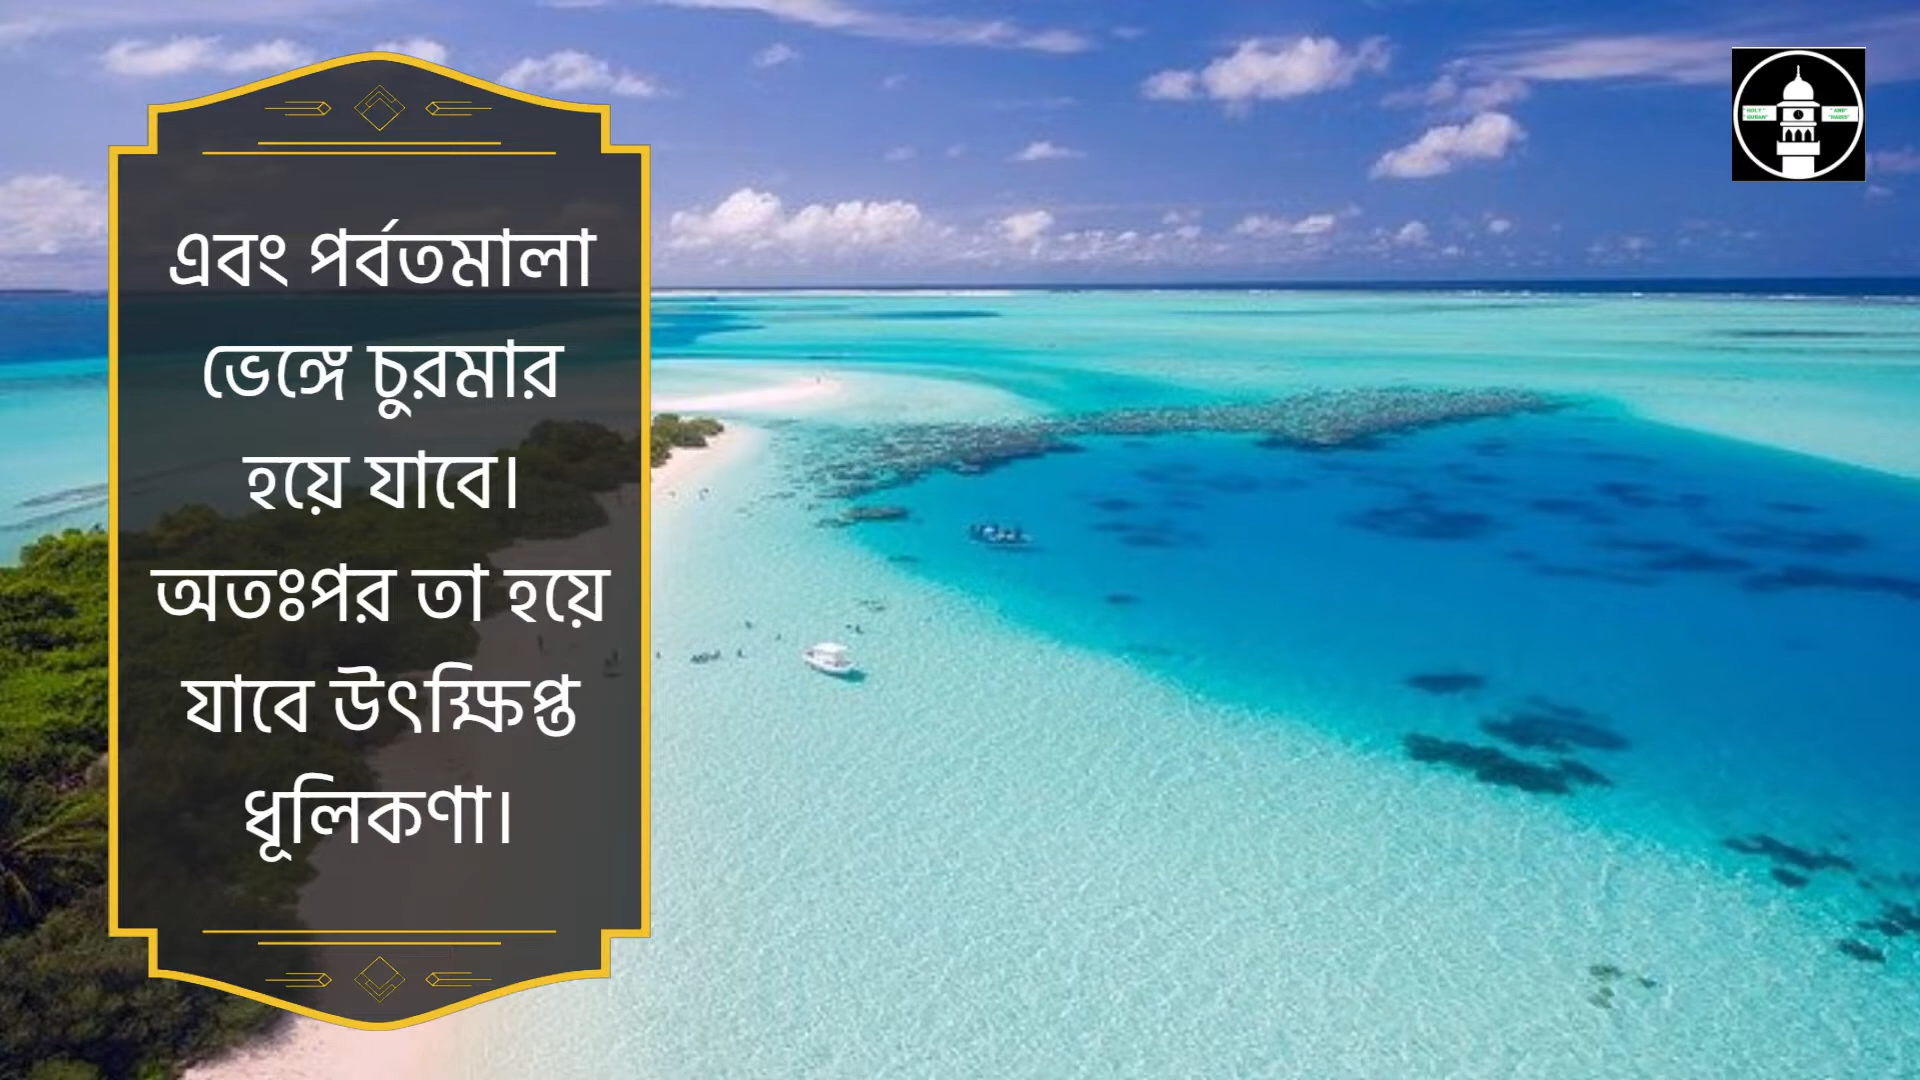 এবং পর্বতমালা
ভেঙ্গে চুরমার
হয়ে যাবে।
অতঃপর তা হয়ে
যাবে উৎক্ষিপ্ত
ধূলিকণা।